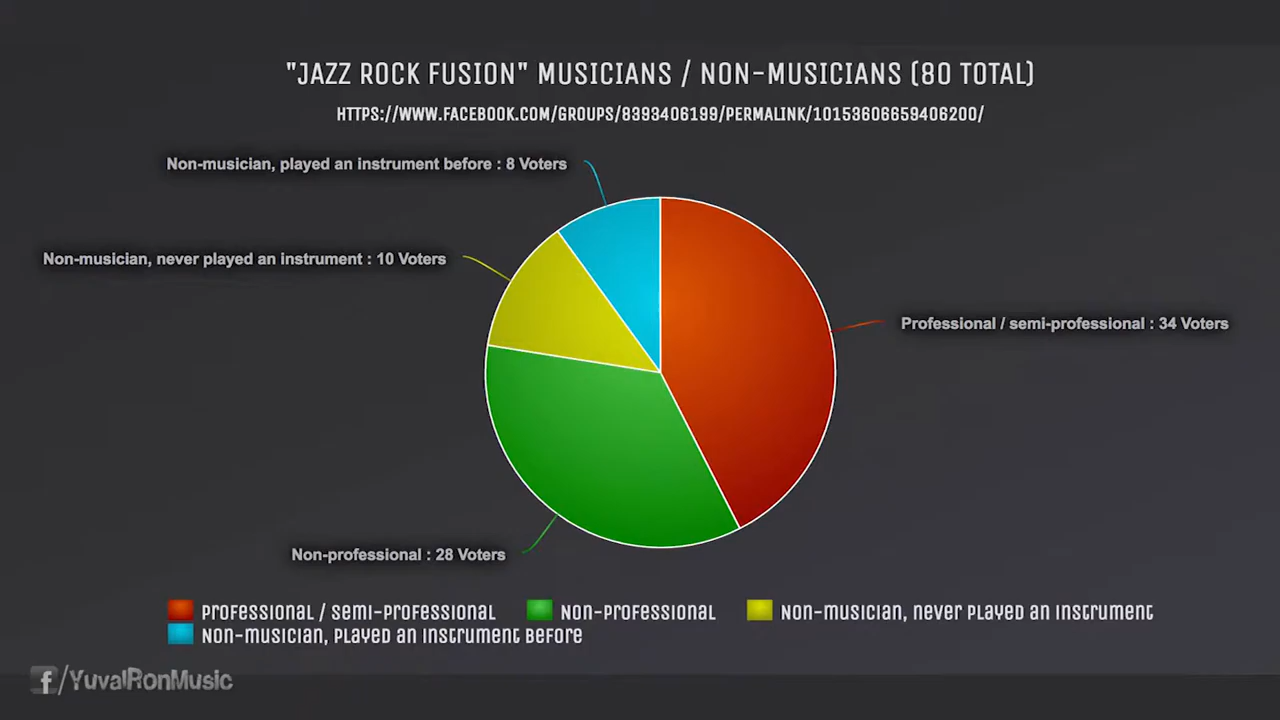 "JAZZ ROCK FUSION" MUSICIANS / NON-MUSICIANS (80 TOTAL)
HTTPS://WWW.FACEBOOK.COM/GROUPS/8393406199/PERMALINK/10153606659406200/
Non-musician, played an instrument before : 8 Voters
Non-musician, never played an instrument : 10 Voters
Professional / semi-professional : 34 Voters
Non-professional : 28 Voters
Professional / semi-professional
Non-professional
Non-musician, never played an instrument
Non-musician, played an instrument before
f/YuvalRonMusic